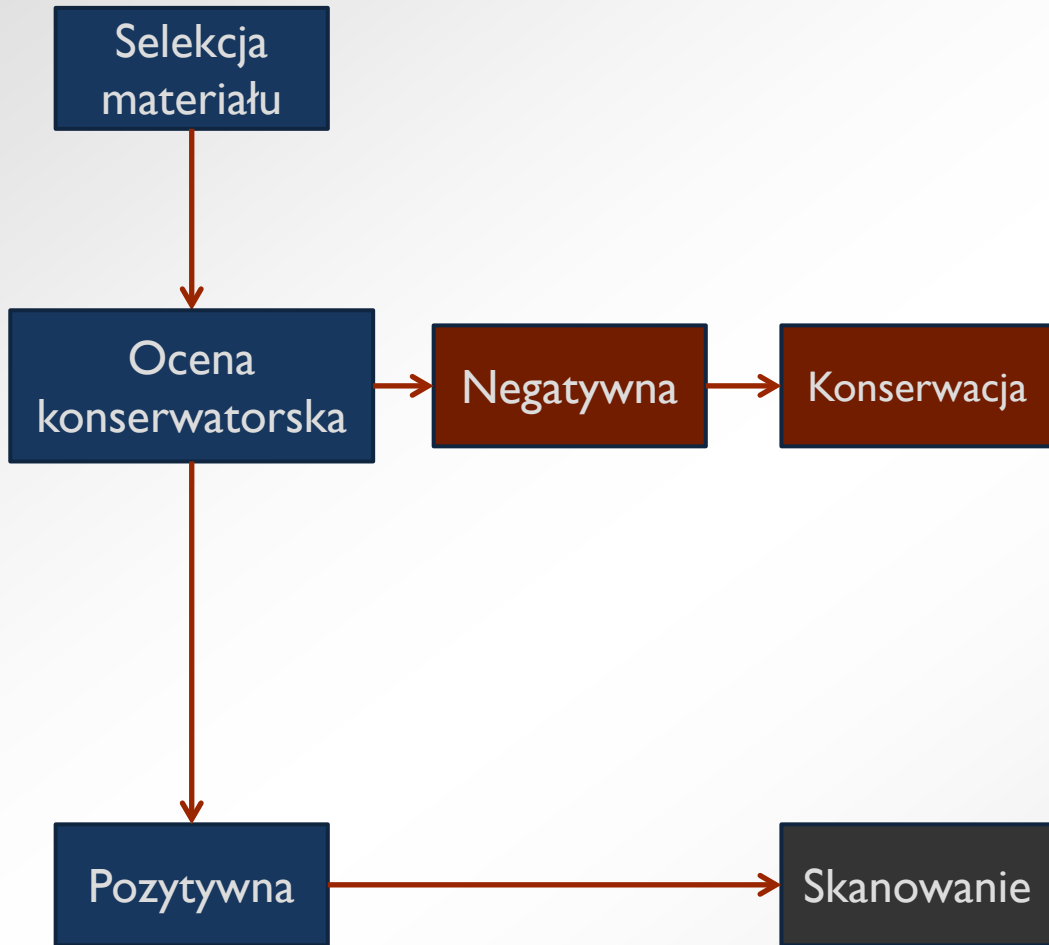 Selekcja
materiału
Ocena
konserwatorska
Negatywna
Konserwacja
Pozytywna
Skanowanie